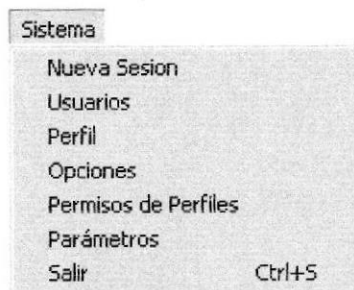 Sistema
Nueva Sesion
Usuarios
Perfil
Opciones
Permisos de Perfiles
Parámetros
Salir Ctrl+S